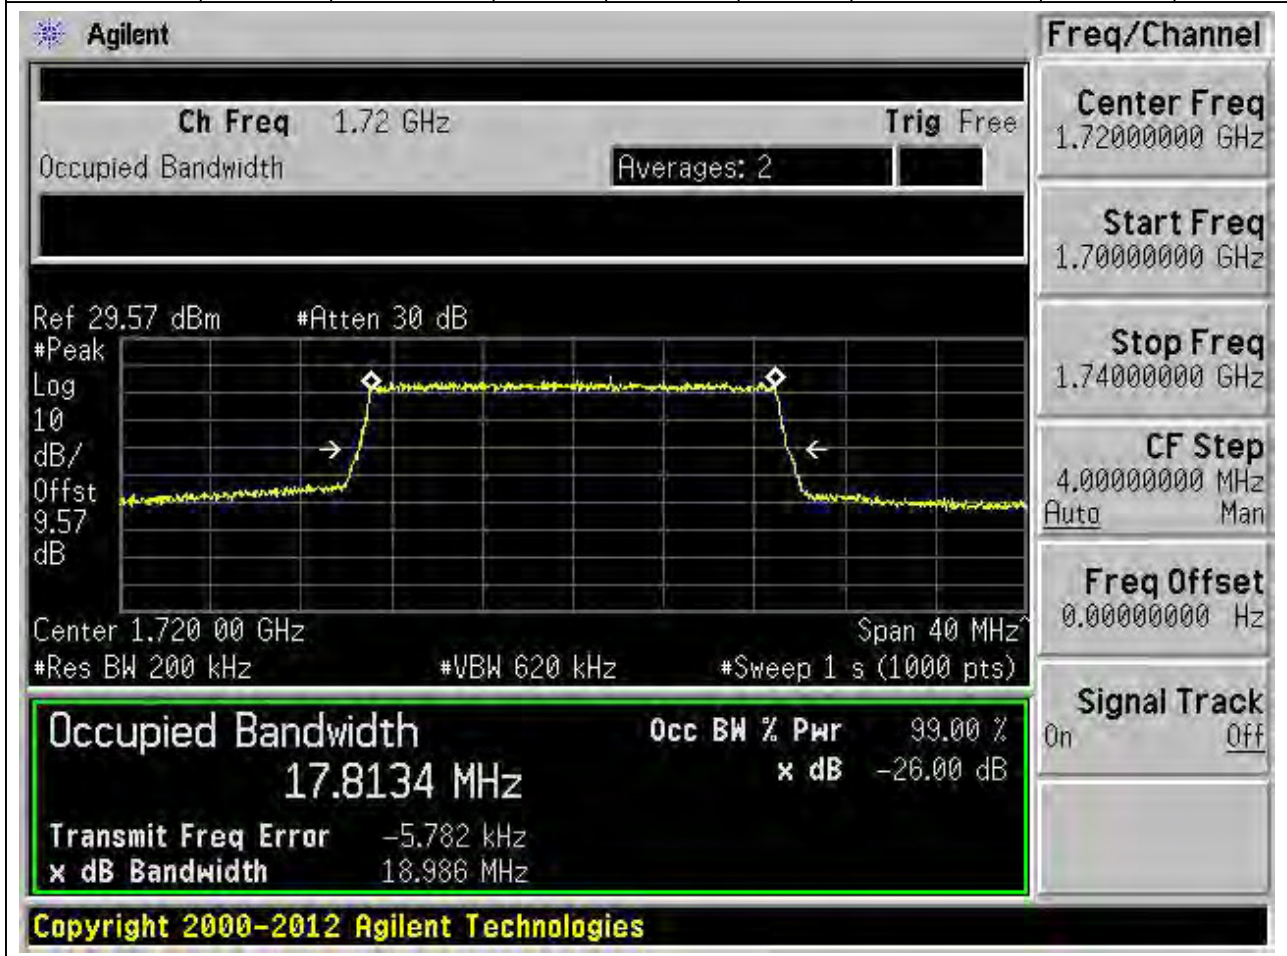 Agilent
Freq/Channel
Ch Freq 1.72 GHz
Trig Free
Occupied Bandwidth
Averages: 2
Center Freq
1.72000000 GHz
Start Freq
1.70000000 GHz
Stop Freq
1.74000000 GHz
CF Step
4.00000000 MHz
Auto Man
Freq Offset
0.00000000 Hz
Signal Track
On Off
Ref 29.57 dBm #Atten 30 dB
#Peak
Log
10
dB/
Offst
9.57
dB
Center 1.720 00 GHz Span 40 MHz^
#Res BW 200 kHz #VBW 620 kHz #Sweep 1 s (1000 pts)
Occupied Bandwidth
17.8134 MHz
Occ BW % Pwr 99.00 %
x dB -26.00 dB
Transmit Freq Error -5.782 kHz
x dB Bandwidth 18.986 MHz
Copyright 2000-2012 Agilent Technologies